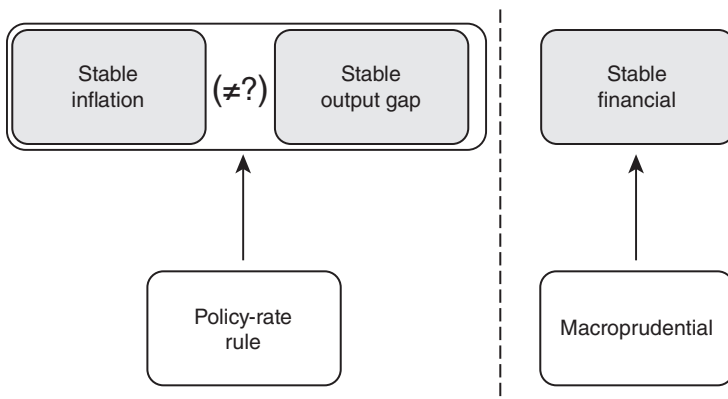 Stable
inflation
(≠?)
Stable
output gap
Stable
financial
Policy-rate
rule
Macroprudential